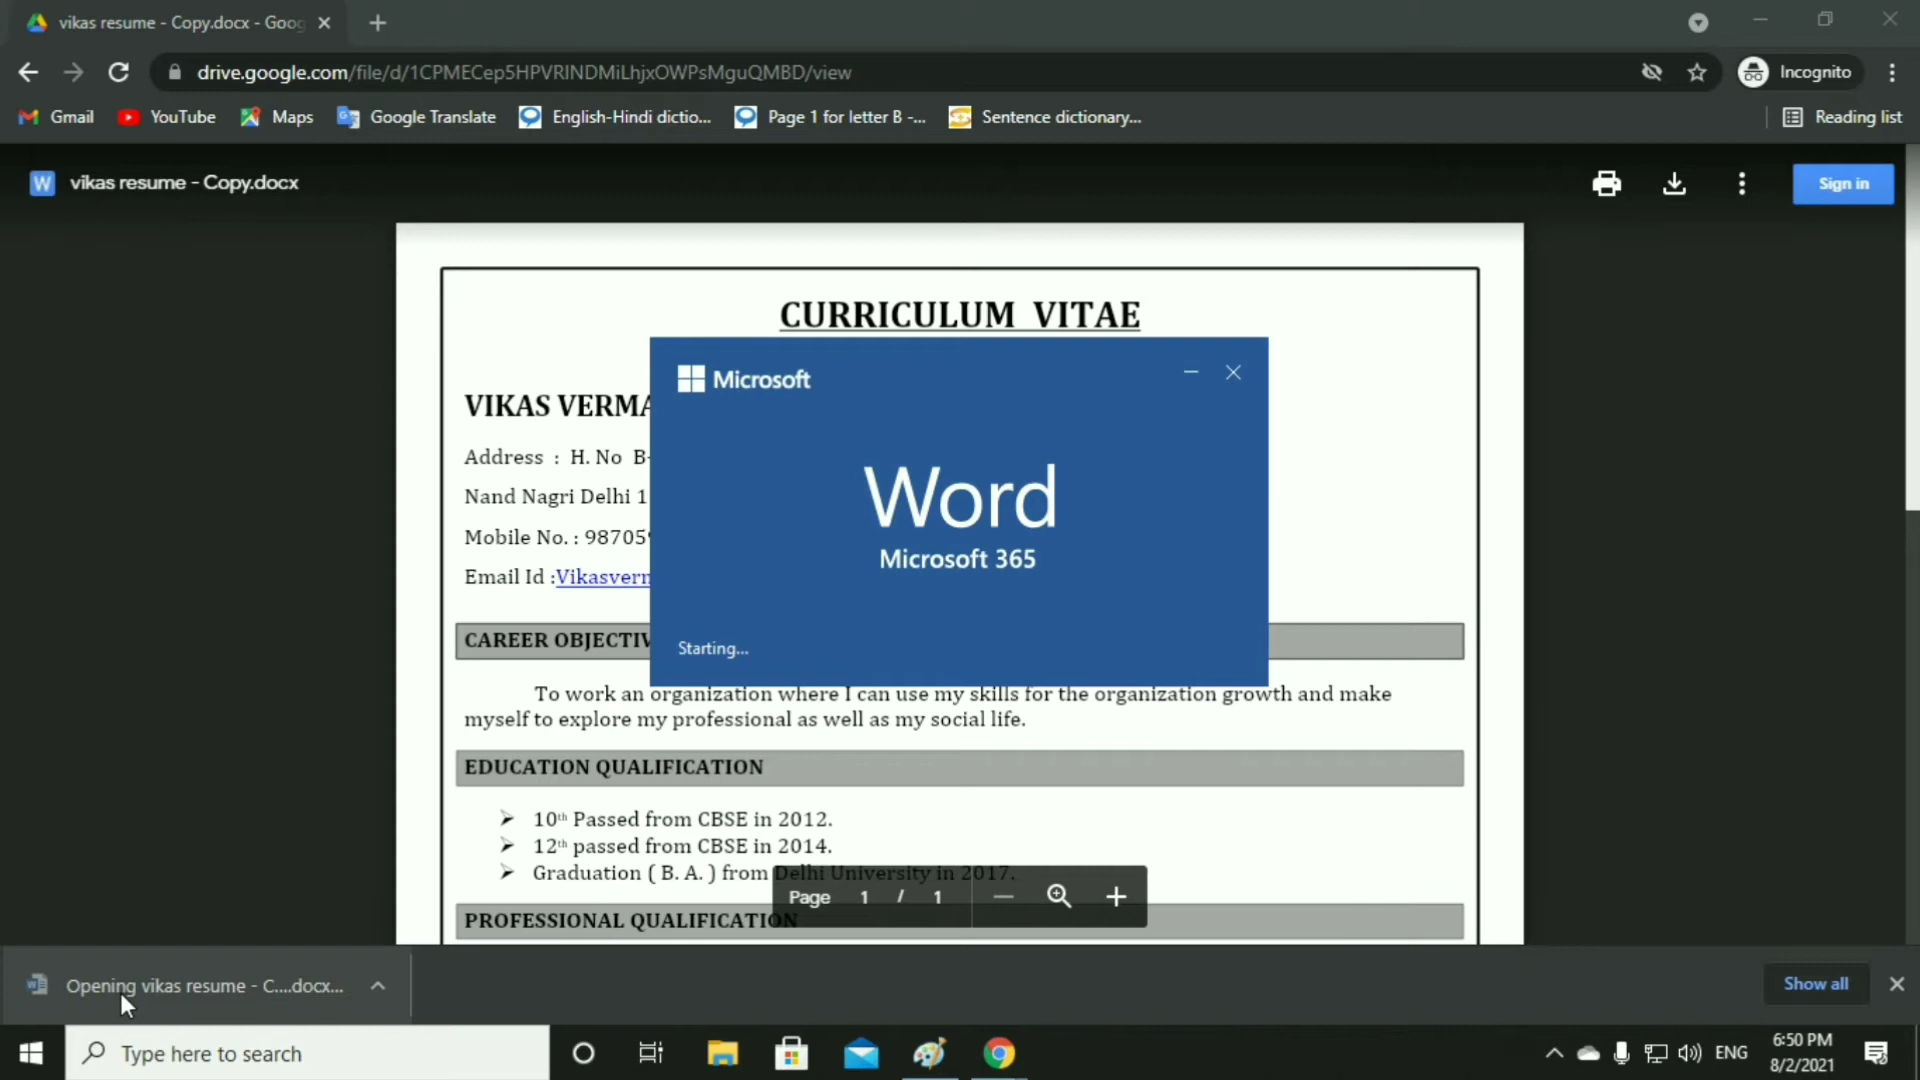 vikas resume - Copy.docx - Goog
drive.google.com/file/d/1CPMECep5HPVRINDMiLhjxOWPsMguQMBD/view
Incognito
Gmail YouTube Maps Google Translate English-Hindi dictio... Page 1 for letter B -... Sentence dictionary... Reading list
W vikas resume - Copy.docx
Sign in
CURRICULUM VITAE
Microsoft
VIKAS VERMA
Address : H. No B-
Nand Nagri Delhi 1
Word
Mobile No. : 98705
Microsoft 365
Email Id :Vikasverm
CAREER OBJECTIV
Starting...
To work an organization where I can use my skills for the organization growth and make
myself to explore my professional as well as my social life.
EDUCATION QUALIFICATION
10th Passed from CBSE in 2012.
12th passed from CBSE in 2014.
Graduation ( B. A. ) from Delhi University in 2017.
Page 1 / 1
PROFESSIONAL QUALIFICATION
Opening vikas resume - C....docx...
Show all
Type here to search
ENG
6:50 PM
8/2/2021